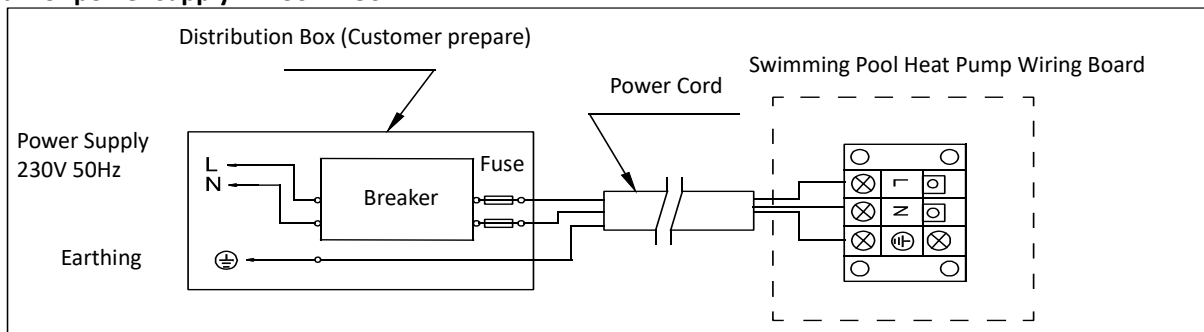 Distribution Box (Customer prepare)
Swimming Pool Heat Pump Wiring Board
Power Cord
Power Supply
230V 50Hz
L
N
Fuse
Breaker
L
N
Earthing